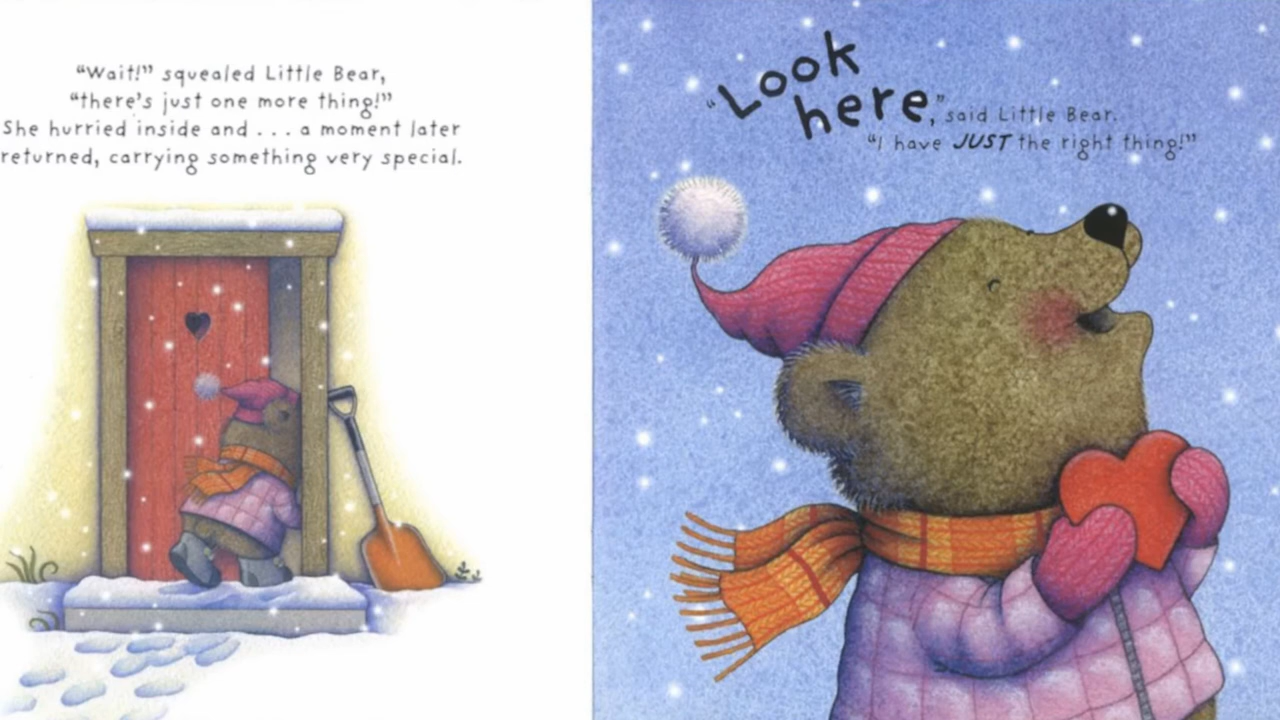 “Wait!” squealed Little Bear,
“there’s just one more thing!”
She hurried inside and . . . a moment later
returned, carrying something very special.
“Look
here,” said Little Bear.
“I have JUST the right thing!”